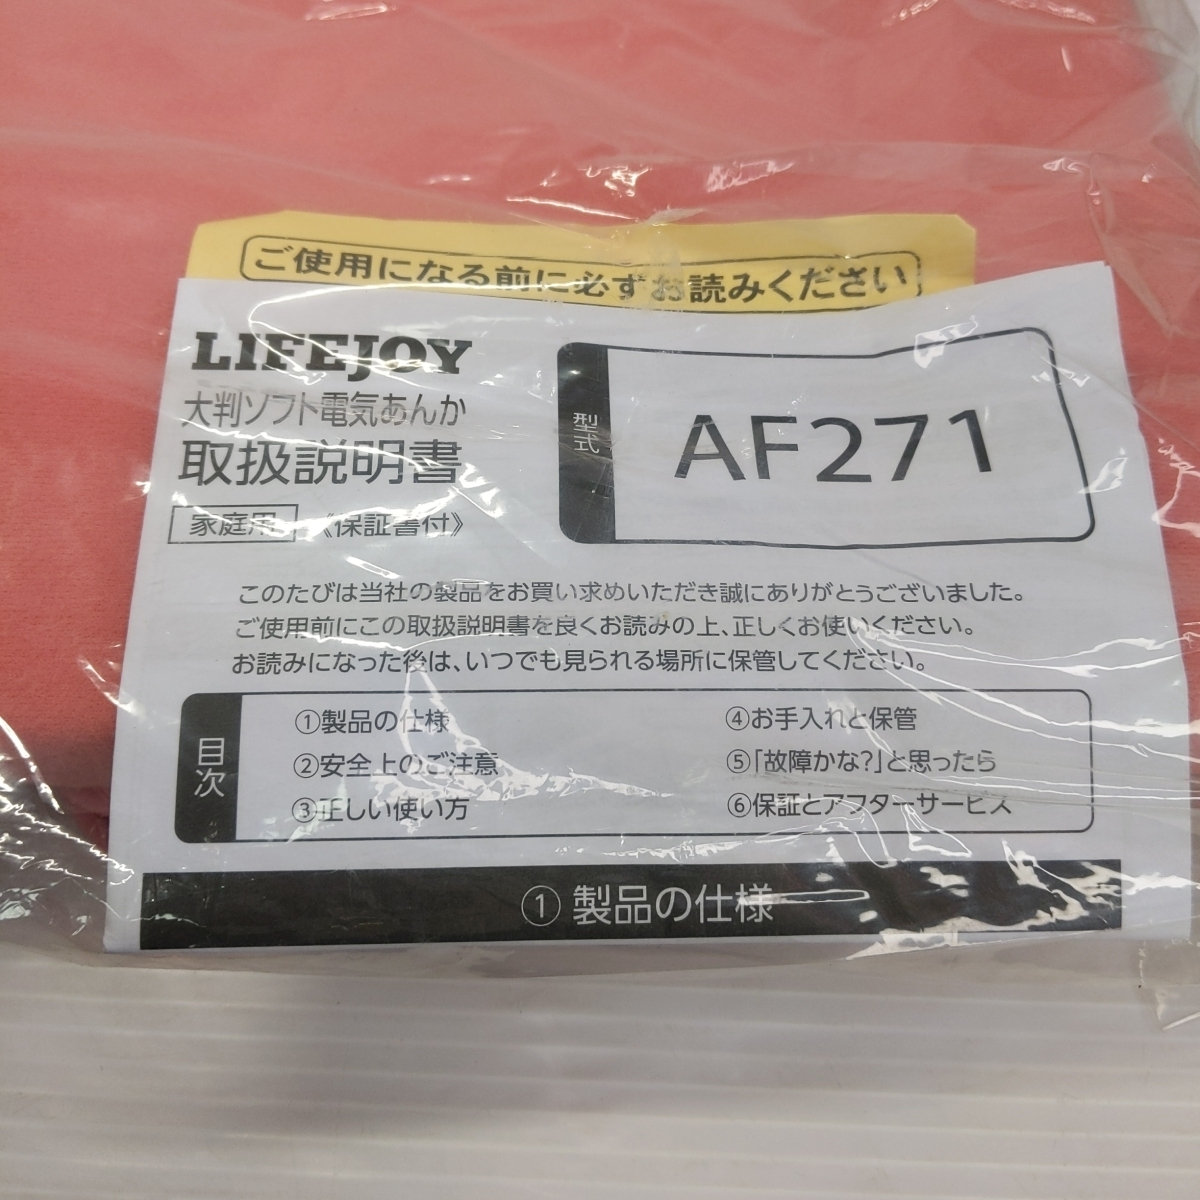 ご使用になる前に必ずお読みください
LIFEJOY
大判ソフト電気あんか
取扱説明書
家庭用 《保証書付》
型式
AF271
このたびは当社の製品をお買い求めいただき誠にありがとうございました。
ご使用前にこの取扱説明書を良くお読みの上、正しくお使いください。
お読みになった後は、いつでも見られる場所に保管してください。
目次
①製品の仕様
②安全上のご注意
③正しい使い方
④お手入れと保管
⑤「故障かな?」と思ったら
⑥保証とアフターサービス
① 製品の仕様